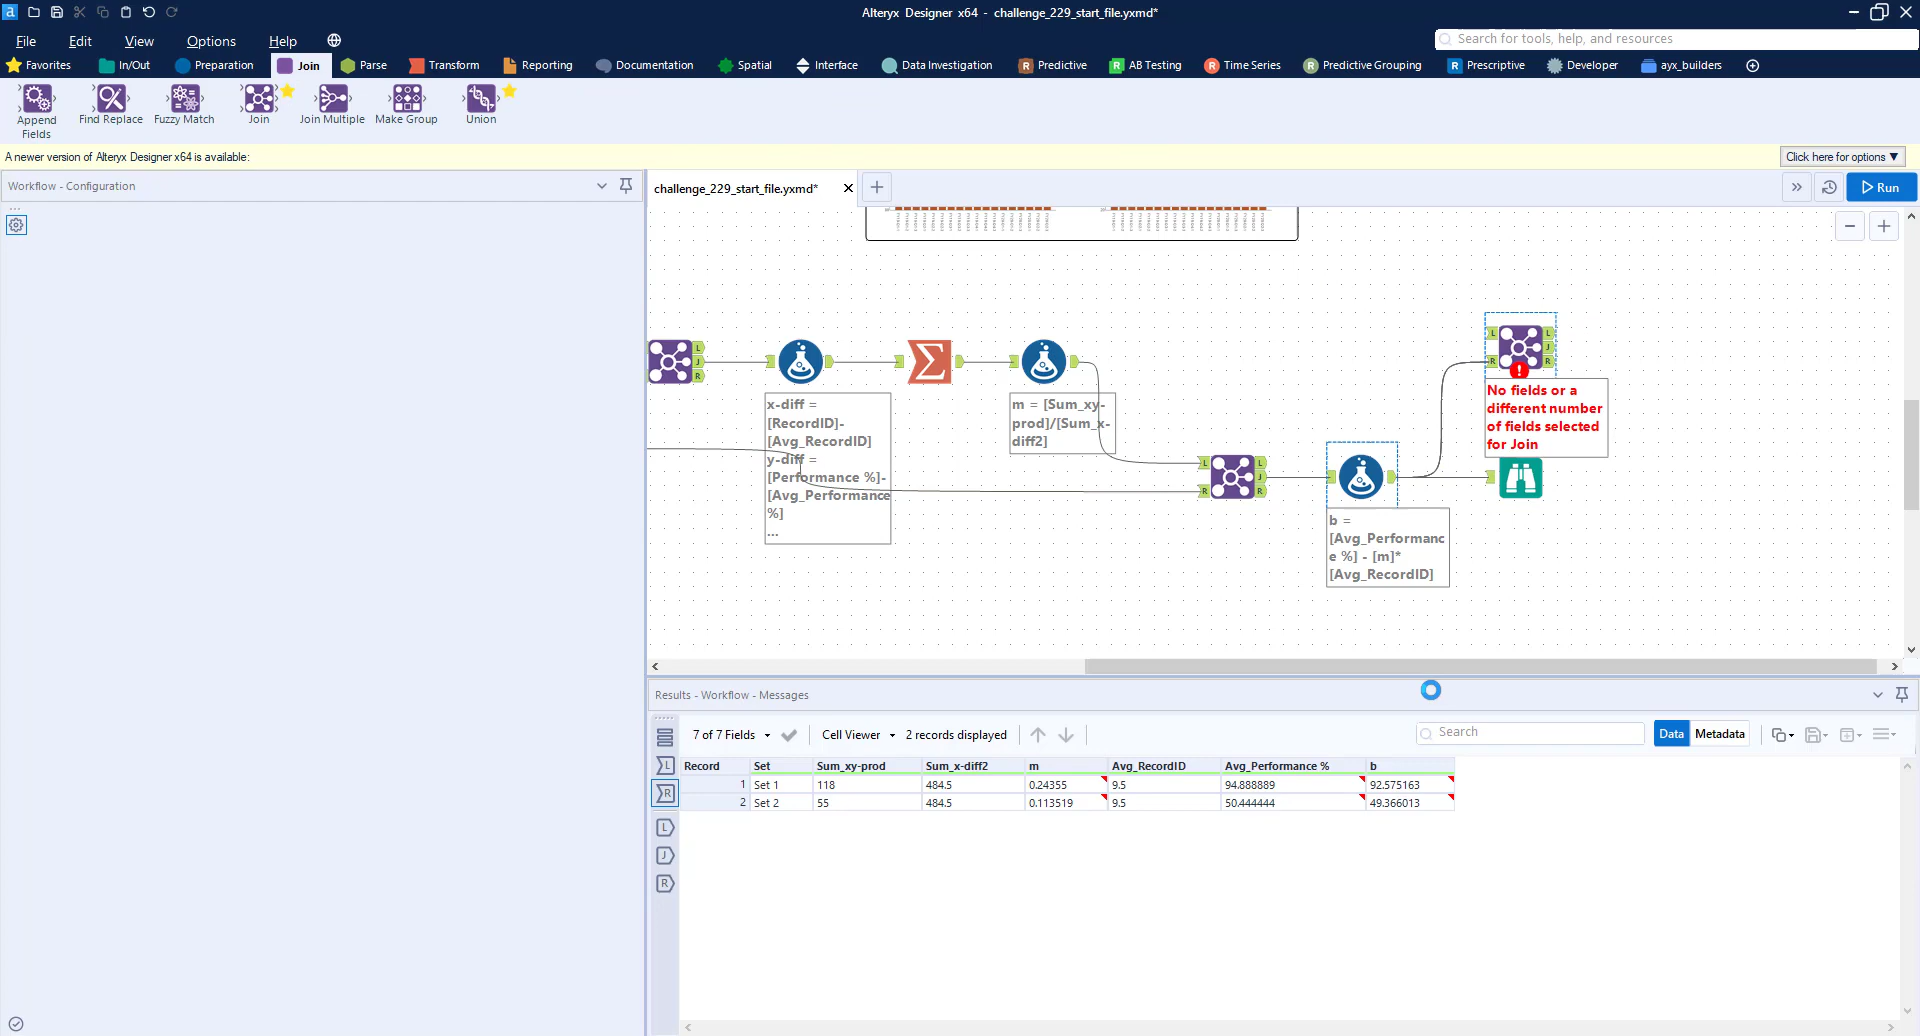 Alteryx Designer x64 - challenge_229_start_file.yxmd*
File Edit View Options Help
Search for tools, help, and resources
Favorites In/Out Preparation Join Parse Transform Reporting Documentation Spatial Interface Data Investigation Predictive AB Testing Time Series Predictive Grouping Prescriptive Developer ayx_builders
Append Fields
Find Replace
Fuzzy Match
Join
Join Multiple
Make Group
Union
A newer version of Alteryx Designer x64 is available:
Click here for options ▼
Workflow - Configuration
challenge_229_start_file.yxmd*
Run
L
J
R
x-diff =
[RecordID]-
[Avg_RecordID]
y-diff =
[Performance %]-
[Avg_Performance
%]
...
m = [Sum_xy-
prod]/[Sum_x-
diff2]
L L
J
R R
b =
[Avg_Performanc
e %] - [m]*
[Avg_RecordID]
L L
J
R R
No fields or a
different number
of fields selected
for Join
Results - Workflow - Messages
7 of 7 Fields Cell Viewer 2 records displayed
Search
Data Metadata
L
R
L
J
R
Record Set Sum_xy-prod Sum_x-diff2 m Avg_RecordID Avg_Performance % b
1 Set 1 118 484.5 0.24355 9.5 94.888889 92.575163
2 Set 2 55 484.5 0.113519 9.5 50.444444 49.366013